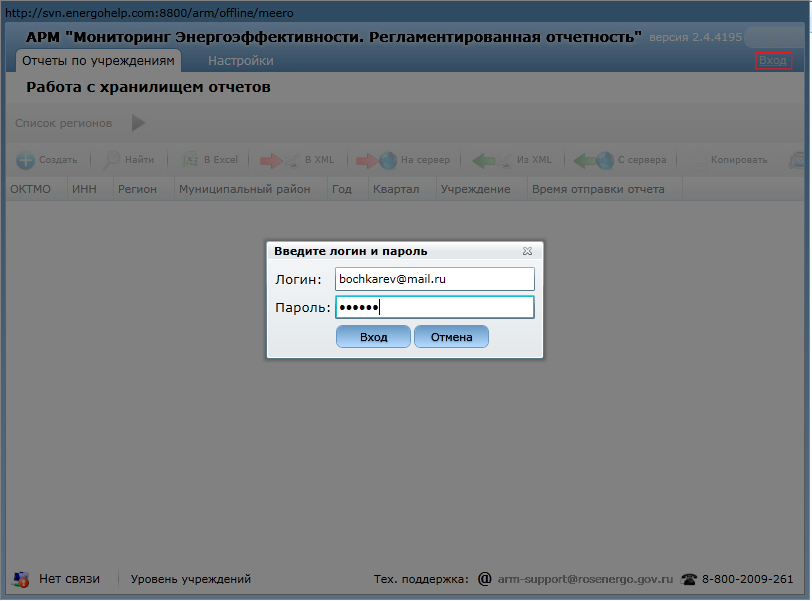 http://svn.energohelp.com:8800/arm/offline/meero
АРМ "Мониторинг Энергоэффективности. Регламентированная отчетность" версия 2.4.4195
Отчеты по учреждениям Настройки Вход
Работа с хранилищем отчетов
Список регионов
Создать Найти В Excel В XML На сервер Из XML С сервера Копировать
ОКТМО ИНН Регион Муниципальный район Год Квартал Учреждение Время отправки отчета
Введите логин и пароль
Логин: bochkarev@mail.ru
Пароль: ••••••
Вход Отмена
Нет связи Уровень учреждений Тех. поддержка: @ arm-support@rosenergo.gov.ru 8-800-2009-261